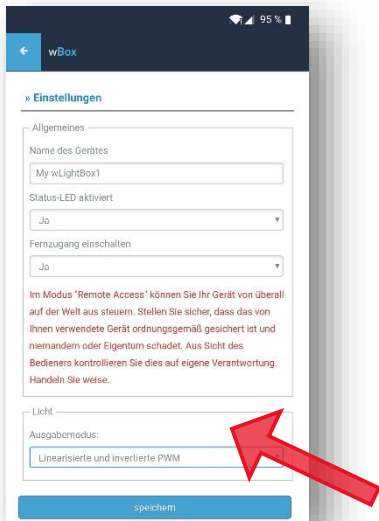 95 %
wBox
» Einstellungen
Allgemeines
Name des Gerätes
My wLightBox1
Status-LED aktiviert
Ja
Fernzugang einschalten
Ja
Im Modus "Remote Access" können Sie Ihr Gerät von überall
auf der Welt aus steuern. Stellen Sie sicher, dass das von
Ihnen verwendete Gerät ordnungsgemäß gesichert ist und
niemandem oder Eigentum schadet. Aus Sicht des
Bedieners kontrollieren Sie dies auf eigene Verantwortung.
Handeln Sie weise.
Licht
Ausgabemodus:
Linearisierte und invertierte PWM
speichern